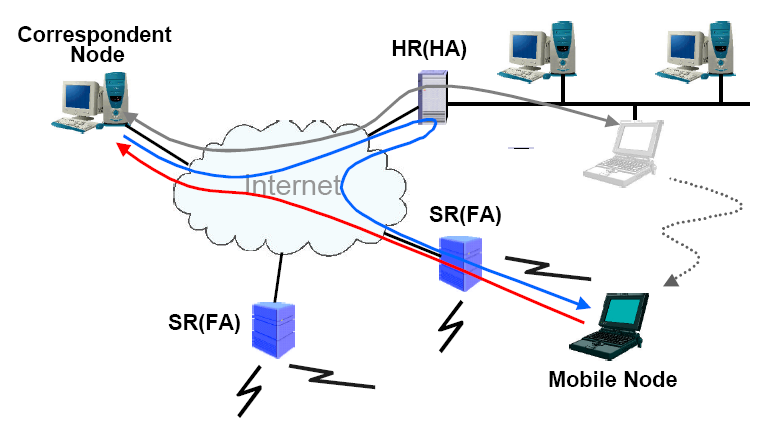 Correspondent
Node
HR(HA)
Internet
SR(FA)
SR(FA)
Mobile Node